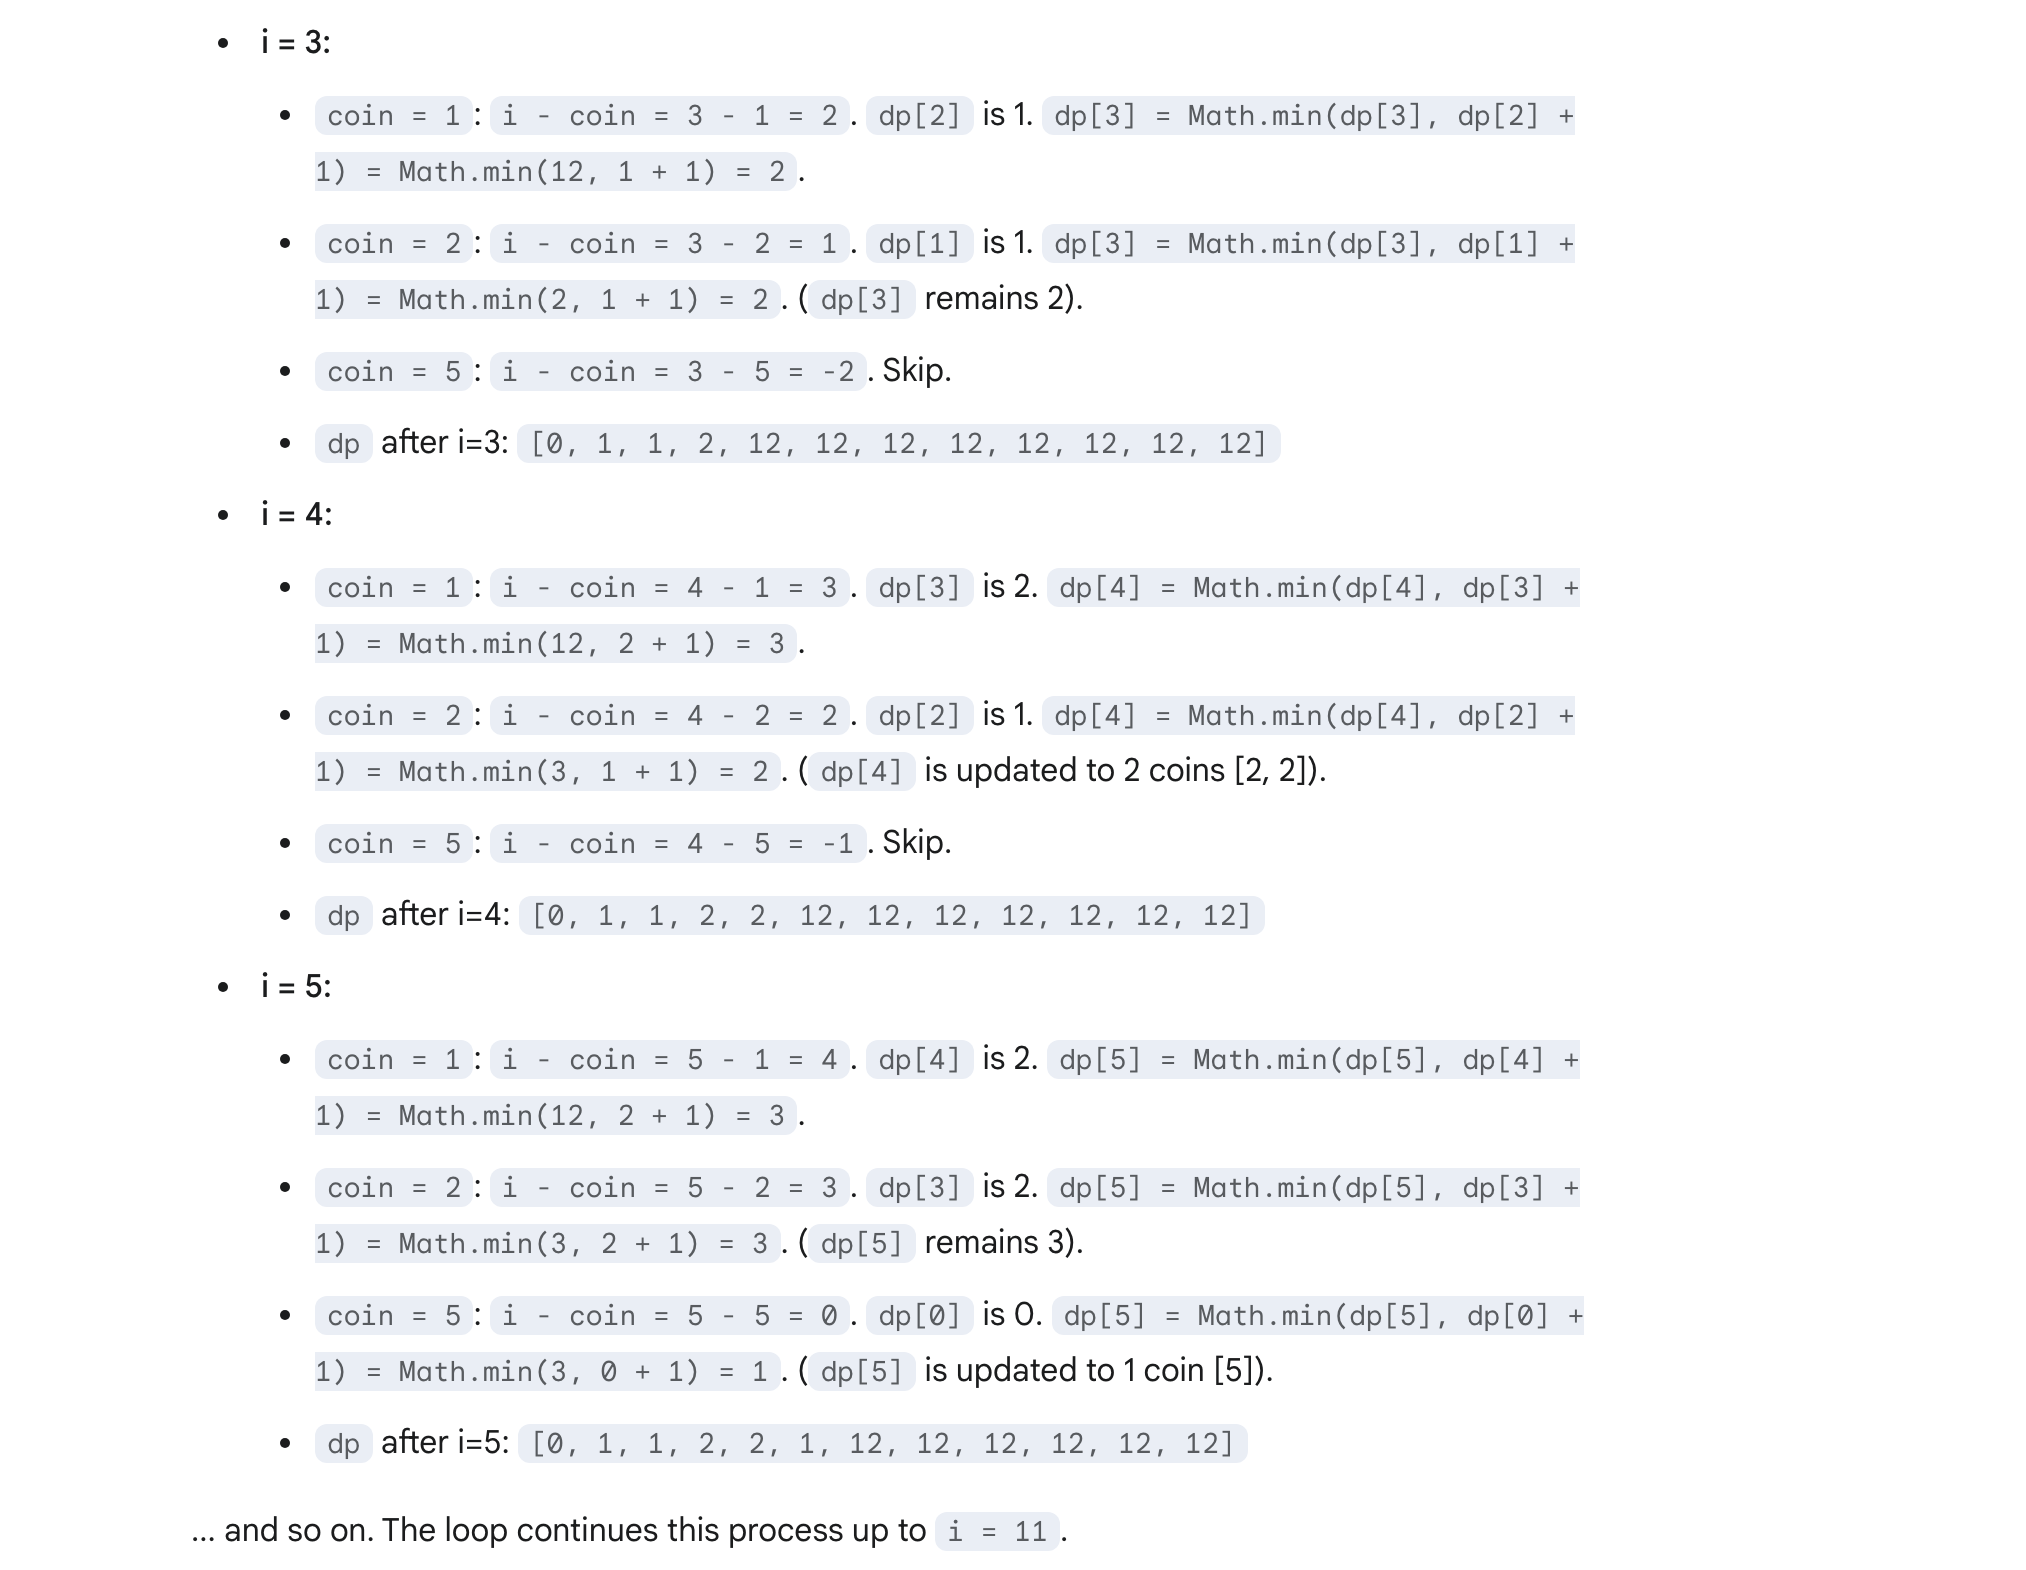 • i = 3:
• coin = 1: i - coin = 3 - 1 = 2. dp[2] is 1. dp[3] = Math.min(dp[3], dp[2] +
1) = Math.min(12, 1 + 1) = 2.
• coin = 2: i - coin = 3 - 2 = 1. dp[1] is 1. dp[3] = Math.min(dp[3], dp[1] +
1) = Math.min(2, 1 + 1) = 2. (dp[3] remains 2).
• coin = 5: i - coin = 3 - 5 = -2. Skip.
• dp after i=3: [0, 1, 1, 2, 12, 12, 12, 12, 12, 12, 12, 12]
• i = 4:
• coin = 1: i - coin = 4 - 1 = 3. dp[3] is 2. dp[4] = Math.min(dp[4], dp[3] +
1) = Math.min(12, 2 + 1) = 3.
• coin = 2: i - coin = 4 - 2 = 2. dp[2] is 1. dp[4] = Math.min(dp[4], dp[2] +
1) = Math.min(3, 1 + 1) = 2. (dp[4] is updated to 2 coins [2, 2]).
• coin = 5: i - coin = 4 - 5 = -1. Skip.
• dp after i=4: [0, 1, 1, 2, 2, 12, 12, 12, 12, 12, 12, 12]
• i = 5:
• coin = 1: i - coin = 5 - 1 = 4. dp[4] is 2. dp[5] = Math.min(dp[5], dp[4] +
1) = Math.min(12, 2 + 1) = 3.
• coin = 2: i - coin = 5 - 2 = 3. dp[3] is 2. dp[5] = Math.min(dp[5], dp[3] +
1) = Math.min(3, 2 + 1) = 3. (dp[5] remains 3).
• coin = 5: i - coin = 5 - 5 = 0. dp[0] is 0. dp[5] = Math.min(dp[5], dp[0] +
1) = Math.min(3, 0 + 1) = 1. (dp[5] is updated to 1 coin [5]).
• dp after i=5: [0, 1, 1, 2, 2, 1, 12, 12, 12, 12, 12, 12]
... and so on. The loop continues this process up to i = 11.